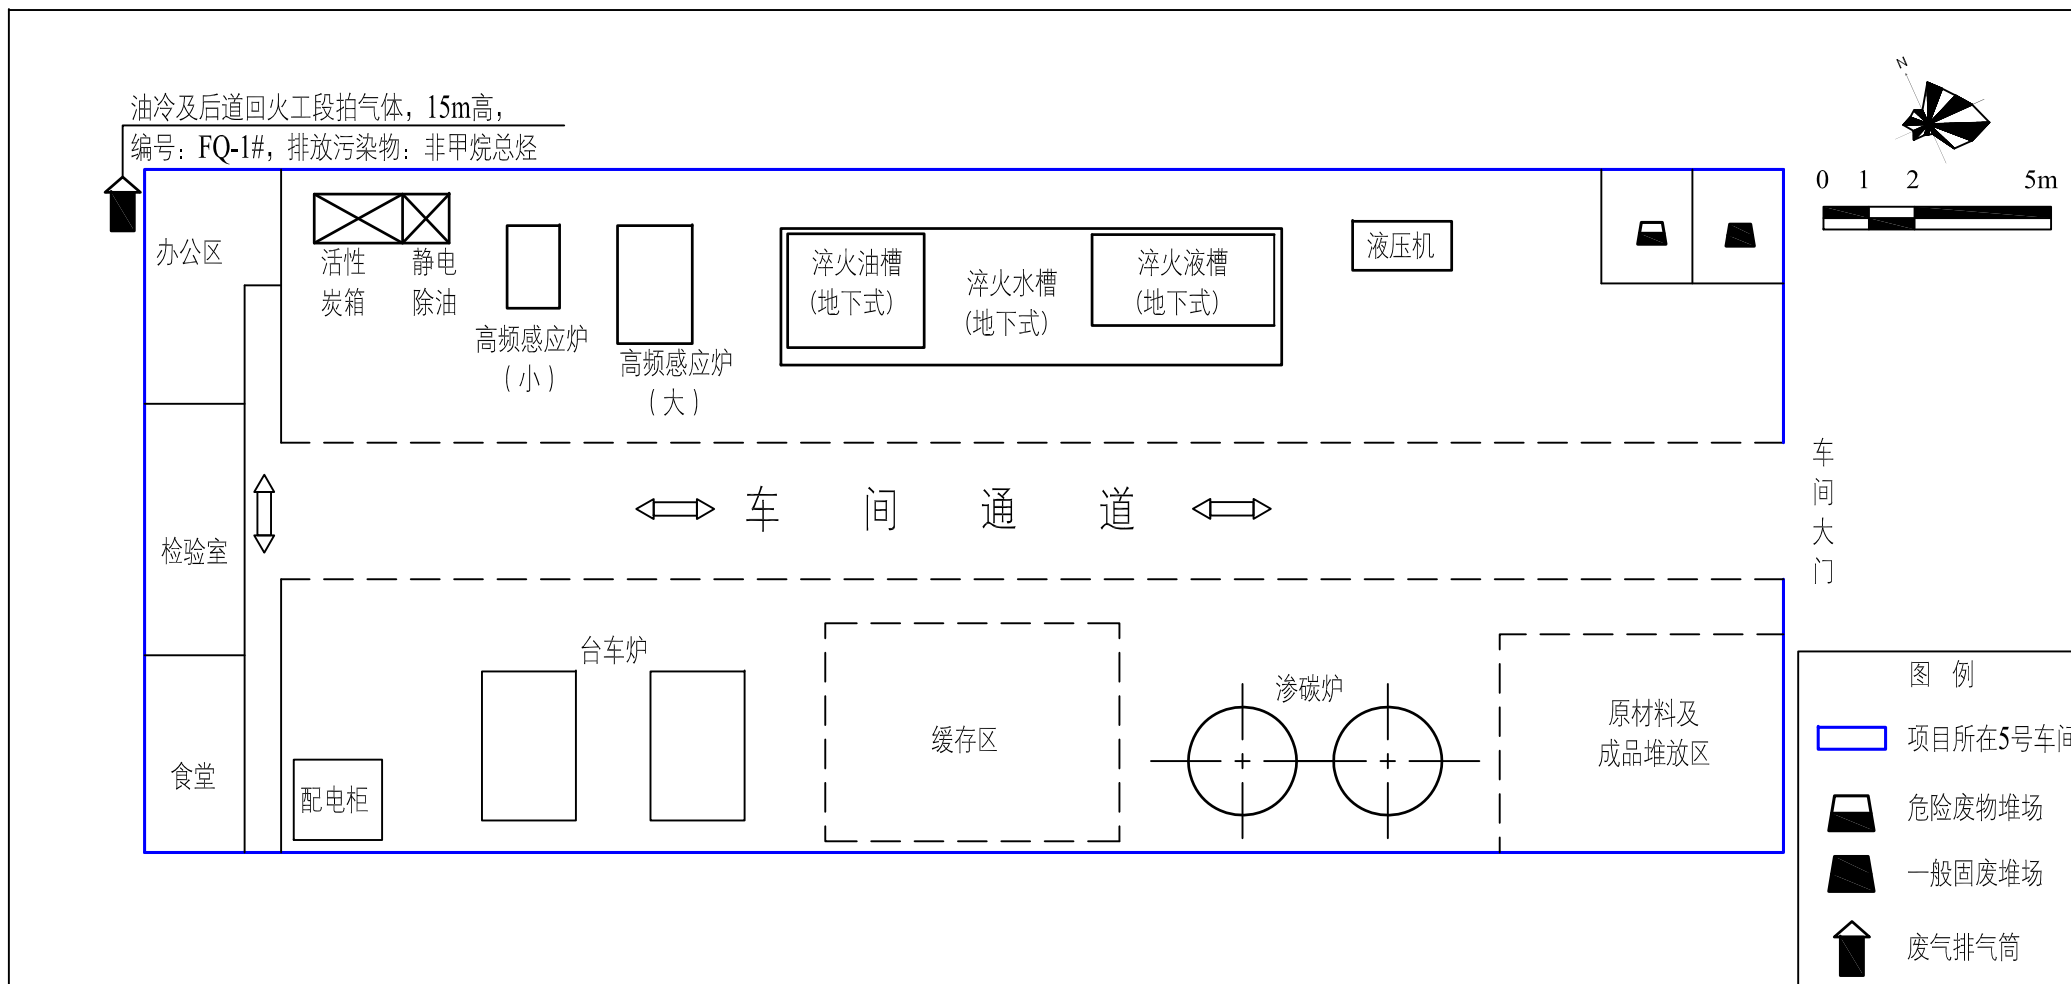 油冷及后道回火工段拍气体，15m高，
编号：FQ-1#，排放污染物：非甲烷总烃
N
0 1 2 5m
办公区
活性
炭箱
静电
除油
高频感应炉
（小）
高频感应炉
（大）
淬火油槽
(地下式)
淬火水槽
(地下式)
淬火液槽
(地下式)
液压机
车间通道
车
间
大
门
检验室
食堂
配电柜
台车炉
缓存区
渗碳炉
原材料及
成品堆放区
图 例
项目所在5号车间
危险废物堆场
一般固废堆场
废气排气筒